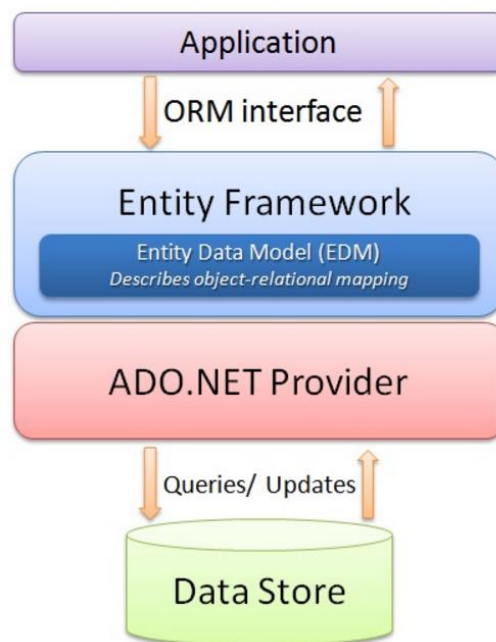 Application
ORM interface
Entity Framework
Entity Data Model (EDM)
Describes object-relational mapping
ADO.NET Provider
Queries/ Updates
Data Store